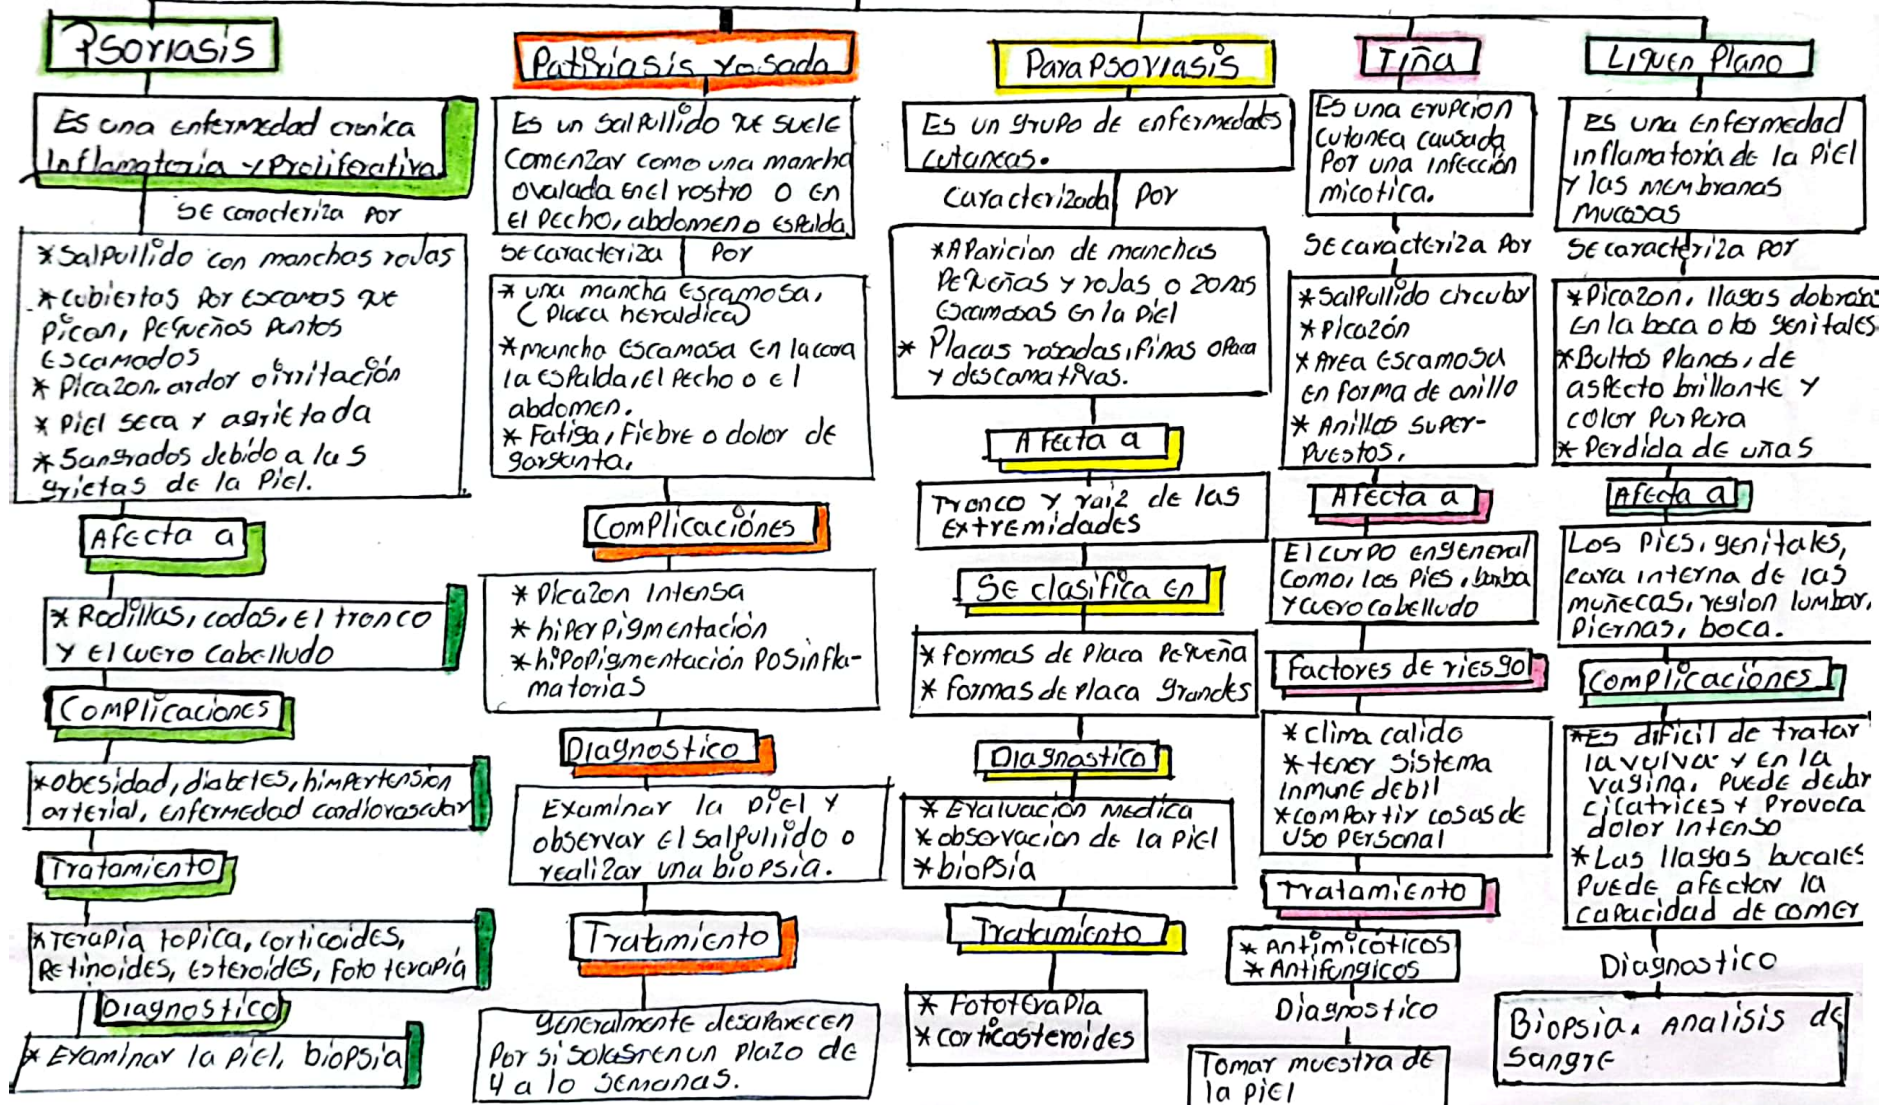 Psoriasis
Es una enfermedad cronica
Inflamatoria y Proliferativa
Se caracteriza por
* Salpullido con manchas rojas
* cubiertas por escamas que
pican, pequeños puntos
escamados
* Picazon, ardor o irritación
* Piel seca y agrietada
* Sangrados debido a las
grietas de la piel.
Afecta a
* Rodillas, codos, el tronco
y el cuero cabelludo
Complicaciones
* obesidad, diabetes, himpertension
arterial, enfermedad cardiovascular
Tratamiento
* Terapia topica, corticoides,
Retinoides, esteroides, foto terapia
Diagnostico
* Examinar la piel, biopsia
Patiriasis rosada
Es un salpullido que suele
comenzar como una mancha
ovalada en el rostro o en
el pecho, abdomen o espalda
Se caracteriza por
* una mancha escamosa,
(placa heraldica)
* mancha escamosa en la cara
la espalda, el pecho o el
abdomen.
* Fatiga, fiebre o dolor de
garganta.
Complicaciónes
* Picazon intensa
* hiperpigmentación
* hipopigmentación posinfla-
matorias
Diagnostico
Examinar la piel y
observar el salpullido o
realizar una biopsia.
Tratamiento
Generalmente desaparecen
por si solas en un plazo de
4 a 10 semanas.
Parapsoriasis
Es un grupo de enfermedades
cutaneas.
Caracterizada por
* Aparicion de manchas
pequeñas y rojas o zonas
escamosas en la piel
* Placas rosadas, finas opaca
y descamativas.
Afecta a
Tronco y raiz de las
extremidades
Se clasifica en
* formas de placa pequeña
* formas de placa grandes
Diagnostico
* Evaluación medica
* observacion de la piel
* biopsia
Tratamiento
* Fototerapia
* corticosteroides
Tiña
Es una erupcion
cutanea causada
por una infección
micotica.
Se caracteriza por
* Salpullido circular
* Picazón
* Area escamosa
en forma de anillo
* Anillos super-
puestos.
Afecta a
El curpo en general
como, los pies, barba
y cuero cabelludo
Factores de riesgo
* clima calido
* tener sistema
inmune debil
* compartir cosas de
uso personal
Tratamiento
* Antimicóticos
* Antifungicos
Diagnostico
Tomar muestra de
la piel
Liquen Plano
Es una enfermedad
inflamatoria de la piel
y las membranas
mucosas
Se caracteriza por
* Picazon, llagas dobrosas
en la boca o los genitales
* Bultos planos, de
aspecto brillante y
color purpura
* Perdida de uñas
Afecta a
Los pies, genitales,
cara interna de las
muñecas, region lumbar,
piernas, boca.
Complicaciones
* Es dificil de tratar
la vulva y en la
vagina, puede dejar
cicatrices y provoca
dolor intenso
* Las llagas bucales
puede afectar la
capacidad de comer
Diagnostico
Biopsia, analisis de
sangre